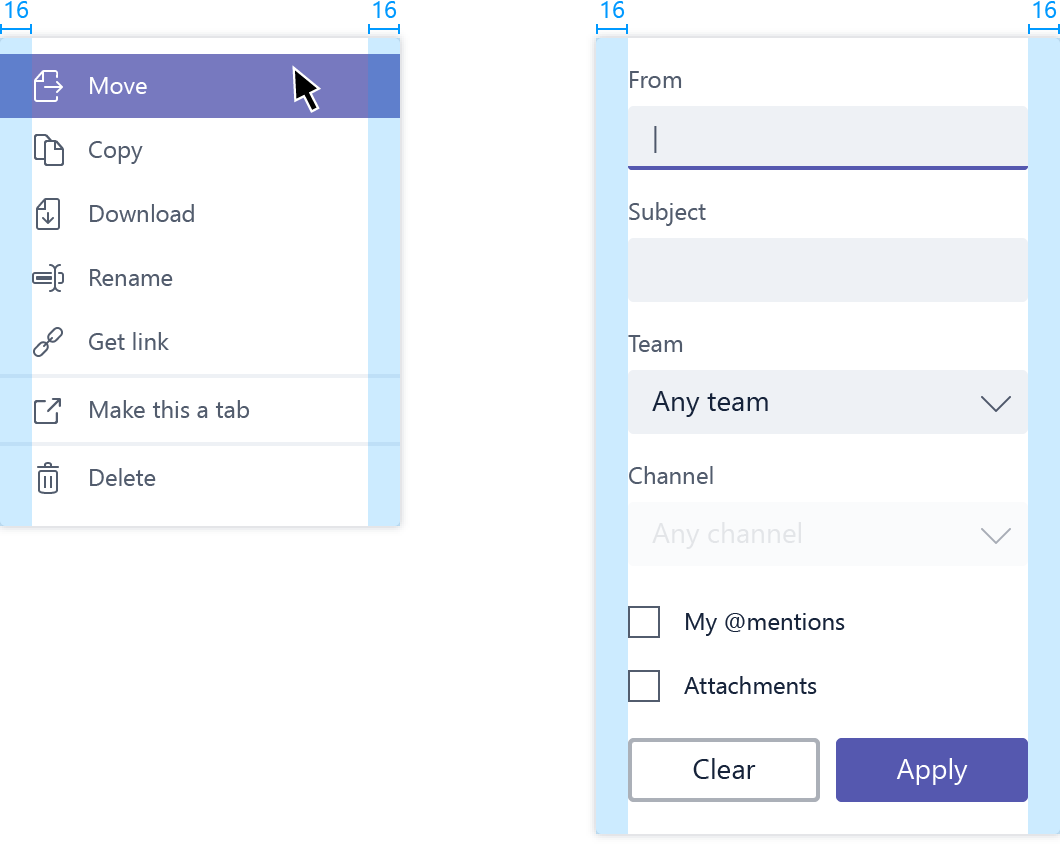 16 16
Move
Copy
Download
Rename
Get link
Make this a tab
Delete
16 16
From
Subject
Team
Any team
Channel
Any channel
My @mentions
Attachments
Clear Apply